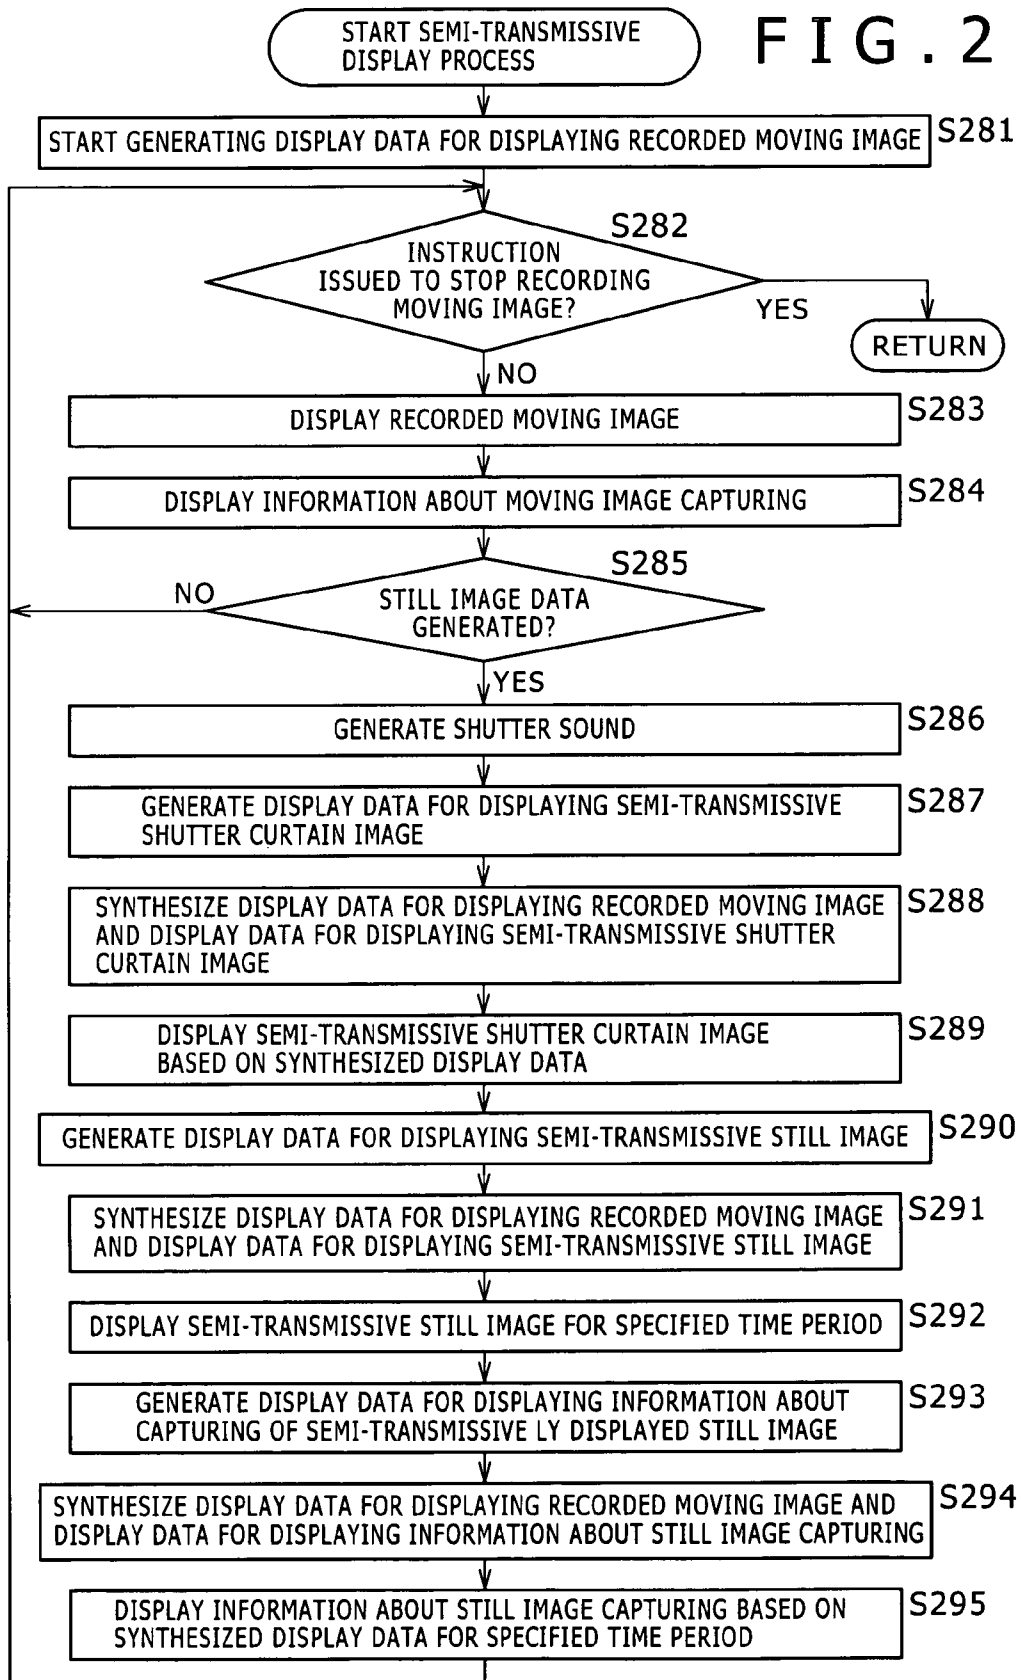 START SEMI-TRANSMISSIVE
DISPLAY PROCESS
FIG.2
START GENERATING DISPLAY DATA FOR DISPLAYING RECORDED MOVING IMAGE
S281
S282
INSTRUCTION
ISSUED TO STOP RECORDING
MOVING IMAGE?
YES
RETURN
NO
DISPLAY RECORDED MOVING IMAGE
S283
DISPLAY INFORMATION ABOUT MOVING IMAGE CAPTURING
S284
S285
NO
STILL IMAGE DATA
GENERATED?
YES
GENERATE SHUTTER SOUND
S286
GENERATE DISPLAY DATA FOR DISPLAYING SEMI-TRANSMISSIVE
SHUTTER CURTAIN IMAGE
S287
SYNTHESIZE DISPLAY DATA FOR DISPLAYING RECORDED MOVING IMAGE
AND DISPLAY DATA FOR DISPLAYING SEMI-TRANSMISSIVE SHUTTER
CURTAIN IMAGE
S288
DISPLAY SEMI-TRANSMISSIVE SHUTTER CURTAIN IMAGE
BASED ON SYNTHESIZED DISPLAY DATA
S289
GENERATE DISPLAY DATA FOR DISPLAYING SEMI-TRANSMISSIVE STILL IMAGE
S290
SYNTHESIZE DISPLAY DATA FOR DISPLAYING RECORDED MOVING IMAGE
AND DISPLAY DATA FOR DISPLAYING SEMI-TRANSMISSIVE STILL IMAGE
S291
DISPLAY SEMI-TRANSMISSIVE STILL IMAGE FOR SPECIFIED TIME PERIOD
S292
GENERATE DISPLAY DATA FOR DISPLAYING INFORMATION ABOUT
CAPTURING OF SEMI-TRANSMISSIVE LY DISPLAYED STILL IMAGE
S293
SYNTHESIZE DISPLAY DATA FOR DISPLAYING RECORDED MOVING IMAGE AND
DISPLAY DATA FOR DISPLAYING INFORMATION ABOUT STILL IMAGE CAPTURING
S294
DISPLAY INFORMATION ABOUT STILL IMAGE CAPTURING BASED ON
SYNTHESIZED DISPLAY DATA FOR SPECIFIED TIME PERIOD
S295